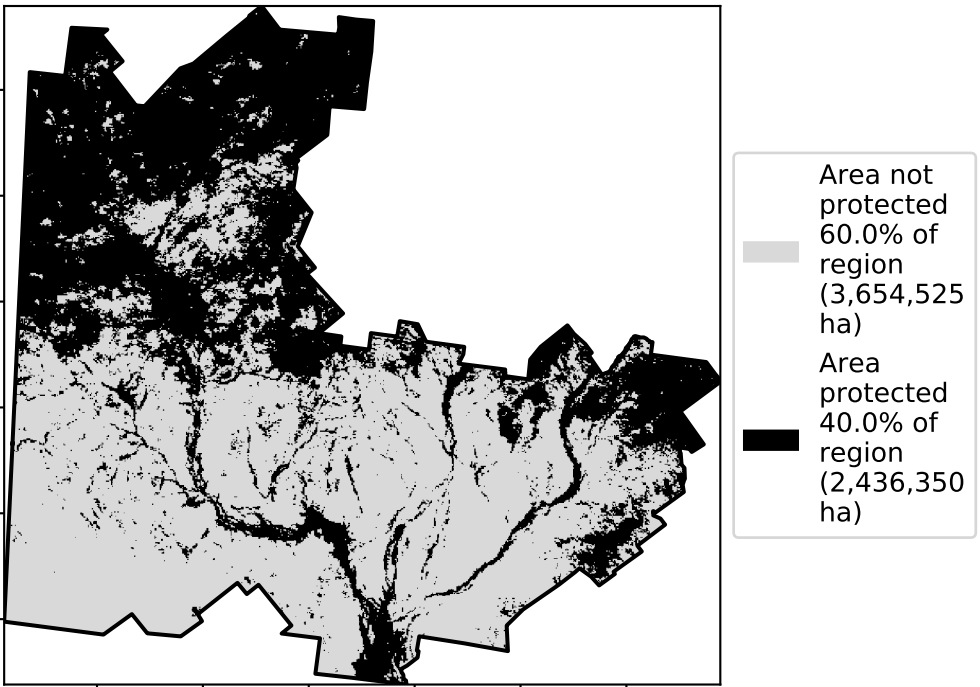 Area not
protected
60.0% of
region
(3,654,525
ha)
Area
protected
40.0% of
region
(2,436,350
ha)